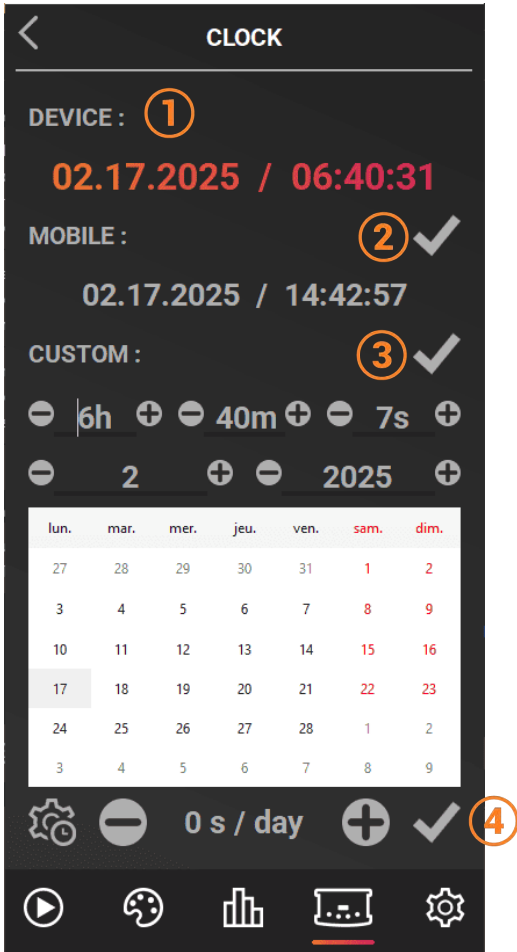 CLOCK
DEVICE : 1
02.17.2025 / 06:40:31
MOBILE : 2
02.17.2025 / 14:42:57
CUSTOM : 3
6h 40m 7s
2 2025
lun. mar. mer. jeu. ven. sam. dim.
27 28 29 30 31 1 2
3 4 5 6 7 8 9
10 11 12 13 14 15 16
17 18 19 20 21 22 23
24 25 26 27 28 1 2
3 4 5 6 7 8 9
0 s / day 4